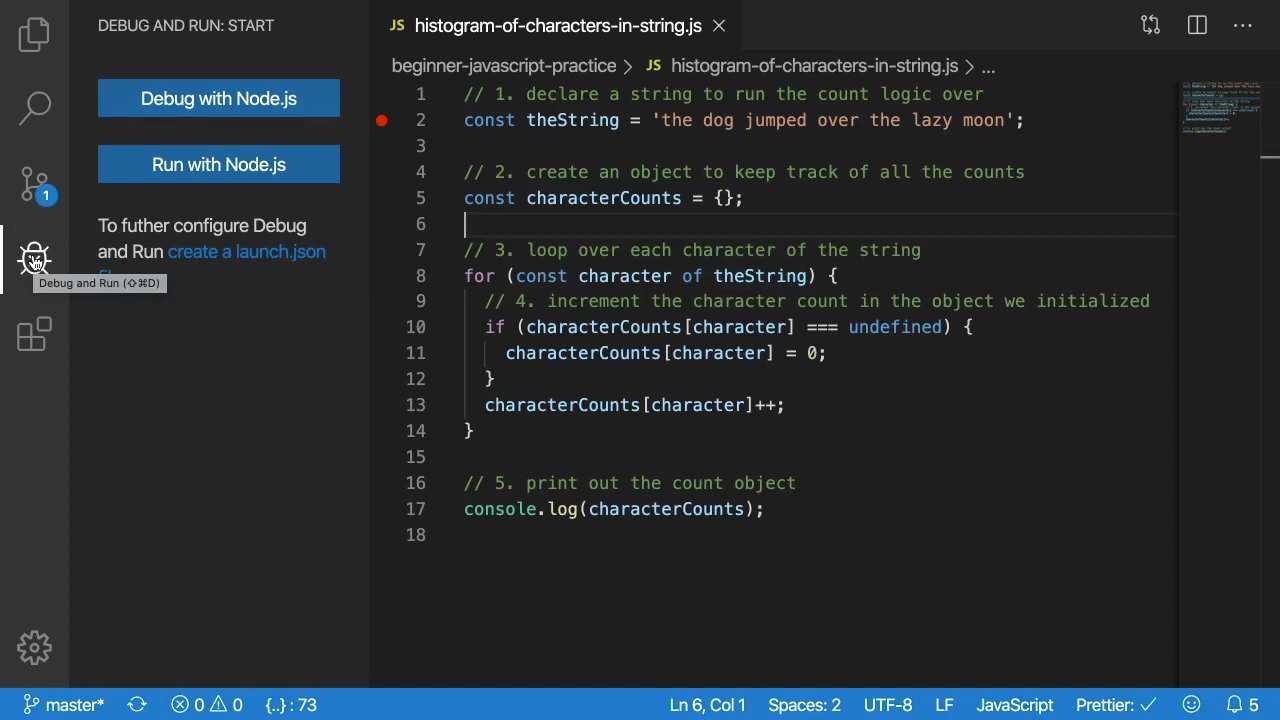 DEBUG AND RUN: START
Debug with Node.js
Run with Node.js
To futher configure Debug
and Run create a launch.json
Debug and Run (⇧⌘D)
1
JS histogram-of-characters-in-string.js
beginner-javascript-practice > JS histogram-of-characters-in-string.js > ...
1 // 1. declare a string to run the count logic over
2 const theString = 'the dog jumped over the lazy moon';
3
4 // 2. create an object to keep track of all the counts
5 const characterCounts = {};
6
7 // 3. loop over each character of the string
8 for (const character of theString) {
9 // 4. increment the character count in the object we initialized
10 if (characterCounts[character] === undefined) {
11 characterCounts[character] = 0;
12 }
13 characterCounts[character]++;
14 }
15
16 // 5. print out the count object
17 console.log(characterCounts);
18
master* 0 0 {..} : 73 Ln 6, Col 1 Spaces: 2 UTF-8 LF JavaScript Prettier: ✓ 5